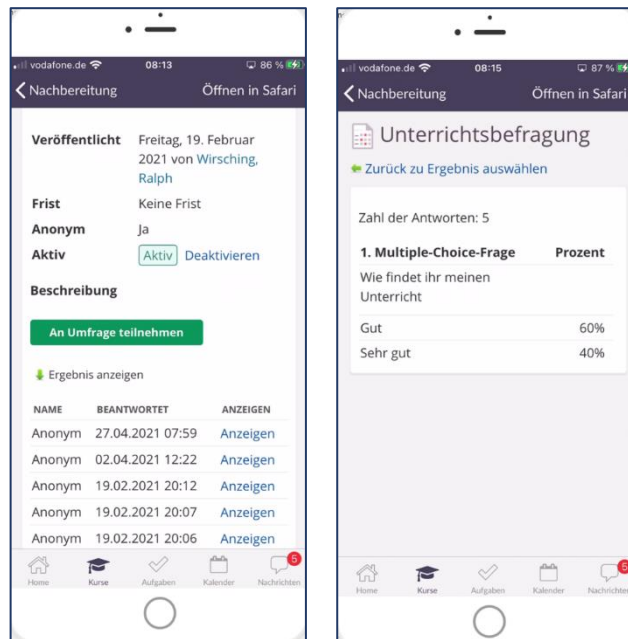 vodafone.de 08:13 86 %
Nachbereitung Öffnen in Safari
Veröffentlicht Freitag, 19. Februar
2021 von Wirsching,
Ralph
Frist Keine Frist
Anonym Ja
Aktiv Aktiv Deaktivieren
Beschreibung
An Umfrage teilnehmen
Ergebnis anzeigen
NAME BEANTWORTET ANZEIGEN
Anonym 27.04.2021 07:59 Anzeigen
Anonym 02.04.2021 12:22 Anzeigen
Anonym 19.02.2021 20:12 Anzeigen
Anonym 19.02.2021 20:07 Anzeigen
Anonym 19.02.2021 20:06 Anzeigen
5
Home Kurse Aufgaben Kalender Nachrichten
vodafone.de 08:15 87 %
Nachbereitung Öffnen in Safari
Unterrichtsbefragung
Zurück zu Ergebnis auswählen
Zahl der Antworten: 5
1. Multiple-Choice-Frage Prozent
Wie findet ihr meinen
Unterricht
Gut 60%
Sehr gut 40%
5
Home Kurse Aufgaben Kalender Nachrichten